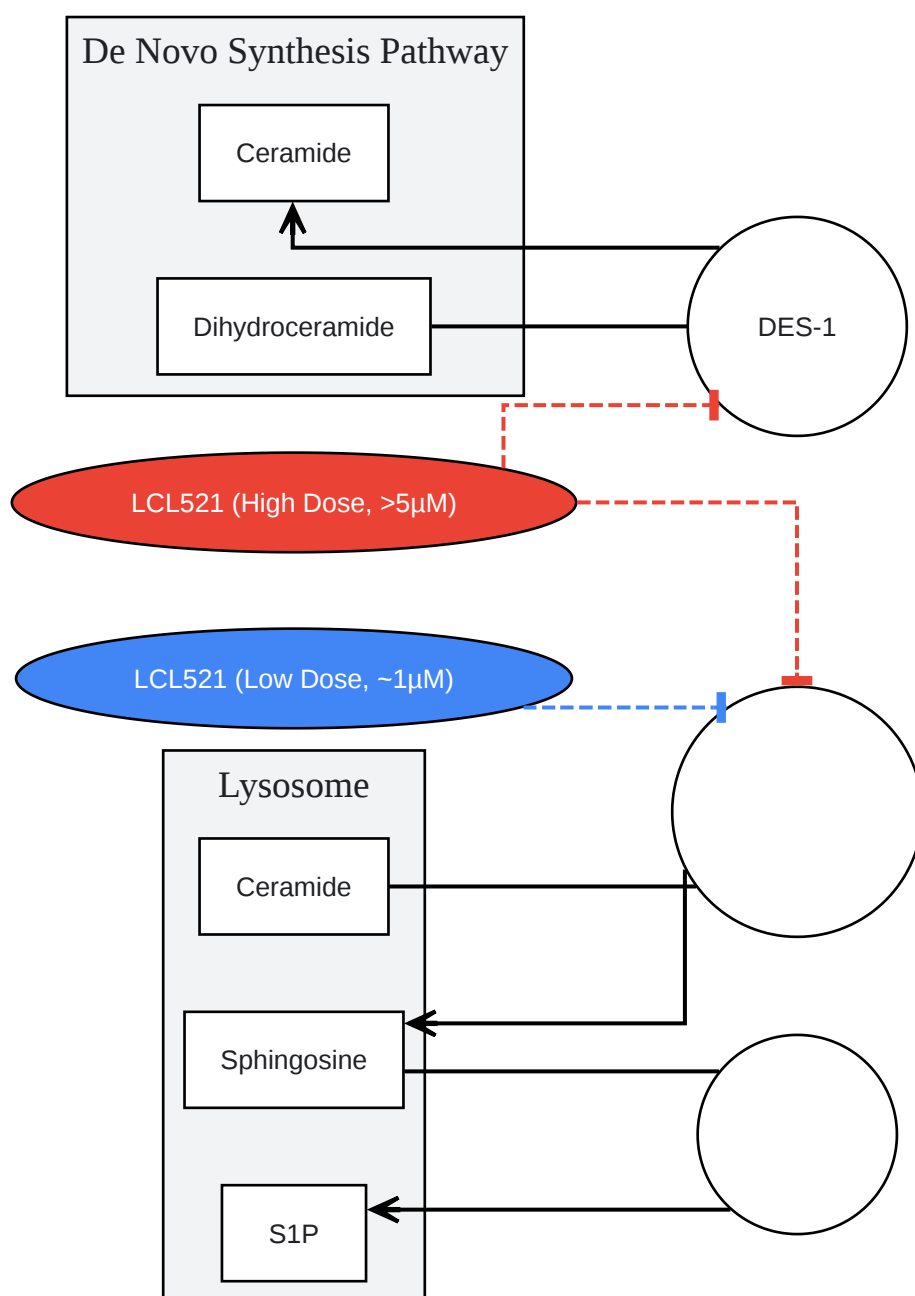 De Novo Synthesis Pathway
Ceramide
Dihydroceramide
DES-1
LCL521 (High Dose, >5µM)
LCL521 (Low Dose, ~1µM)
Lysosome
Ceramide
Sphingosine
S1P